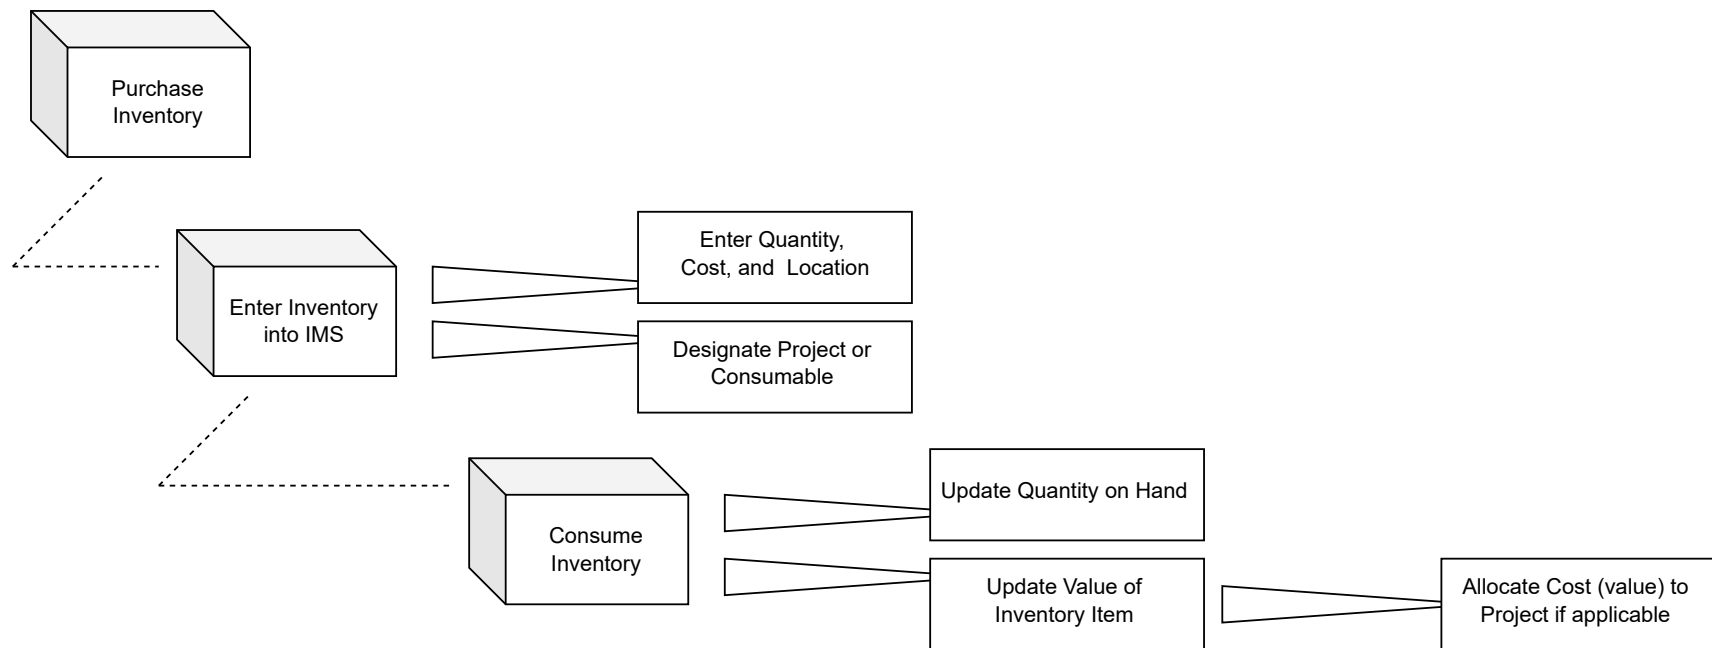 Purchase
Inventory
Enter Inventory
into IMS
Enter Quantity,
Cost, and  Location
Designate Project or
Consumable
Consume
Inventory
Update Quantity on Hand
Update Value of
Inventory Item
Allocate Cost (value) to
Project if applicable